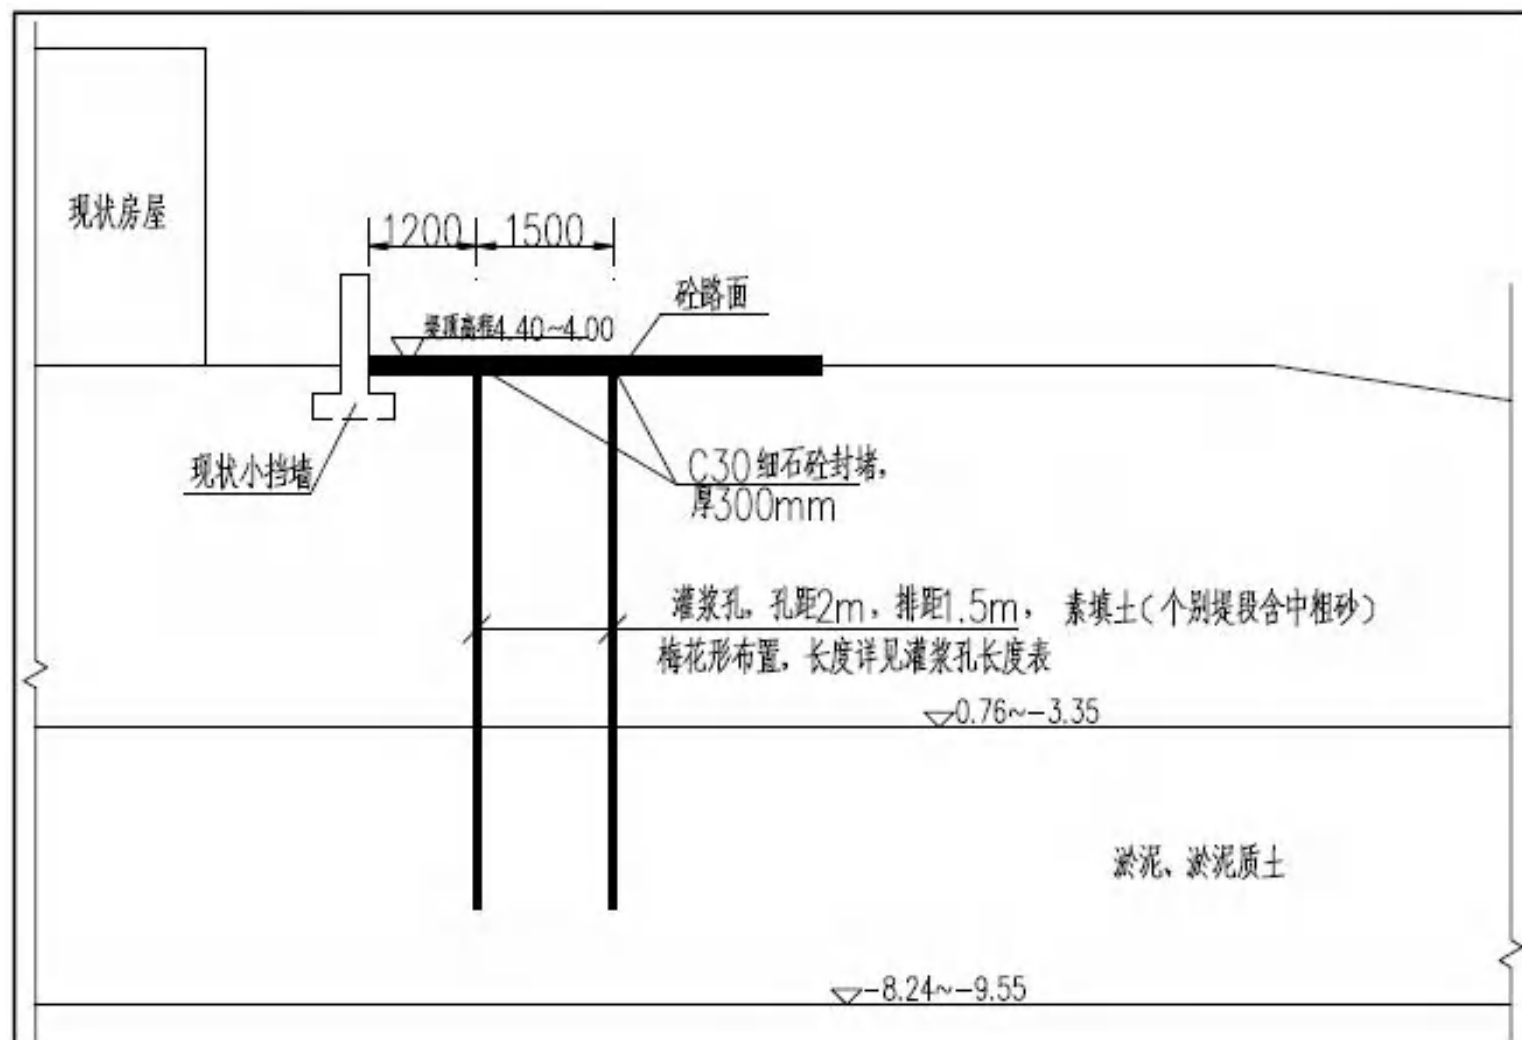 现状房屋
1200 1500
砼路面
堤顶高程4.40~4.00
现状小挡墙
C30细石砼封堵，
厚300mm
灌浆孔，孔距2m，排距1.5m，
梅花形布置，长度详见灌浆孔长度表
素填土（个别堤段含中粗砂）
0.76~-3.35
淤泥、淤泥质土
-8.24~-9.55